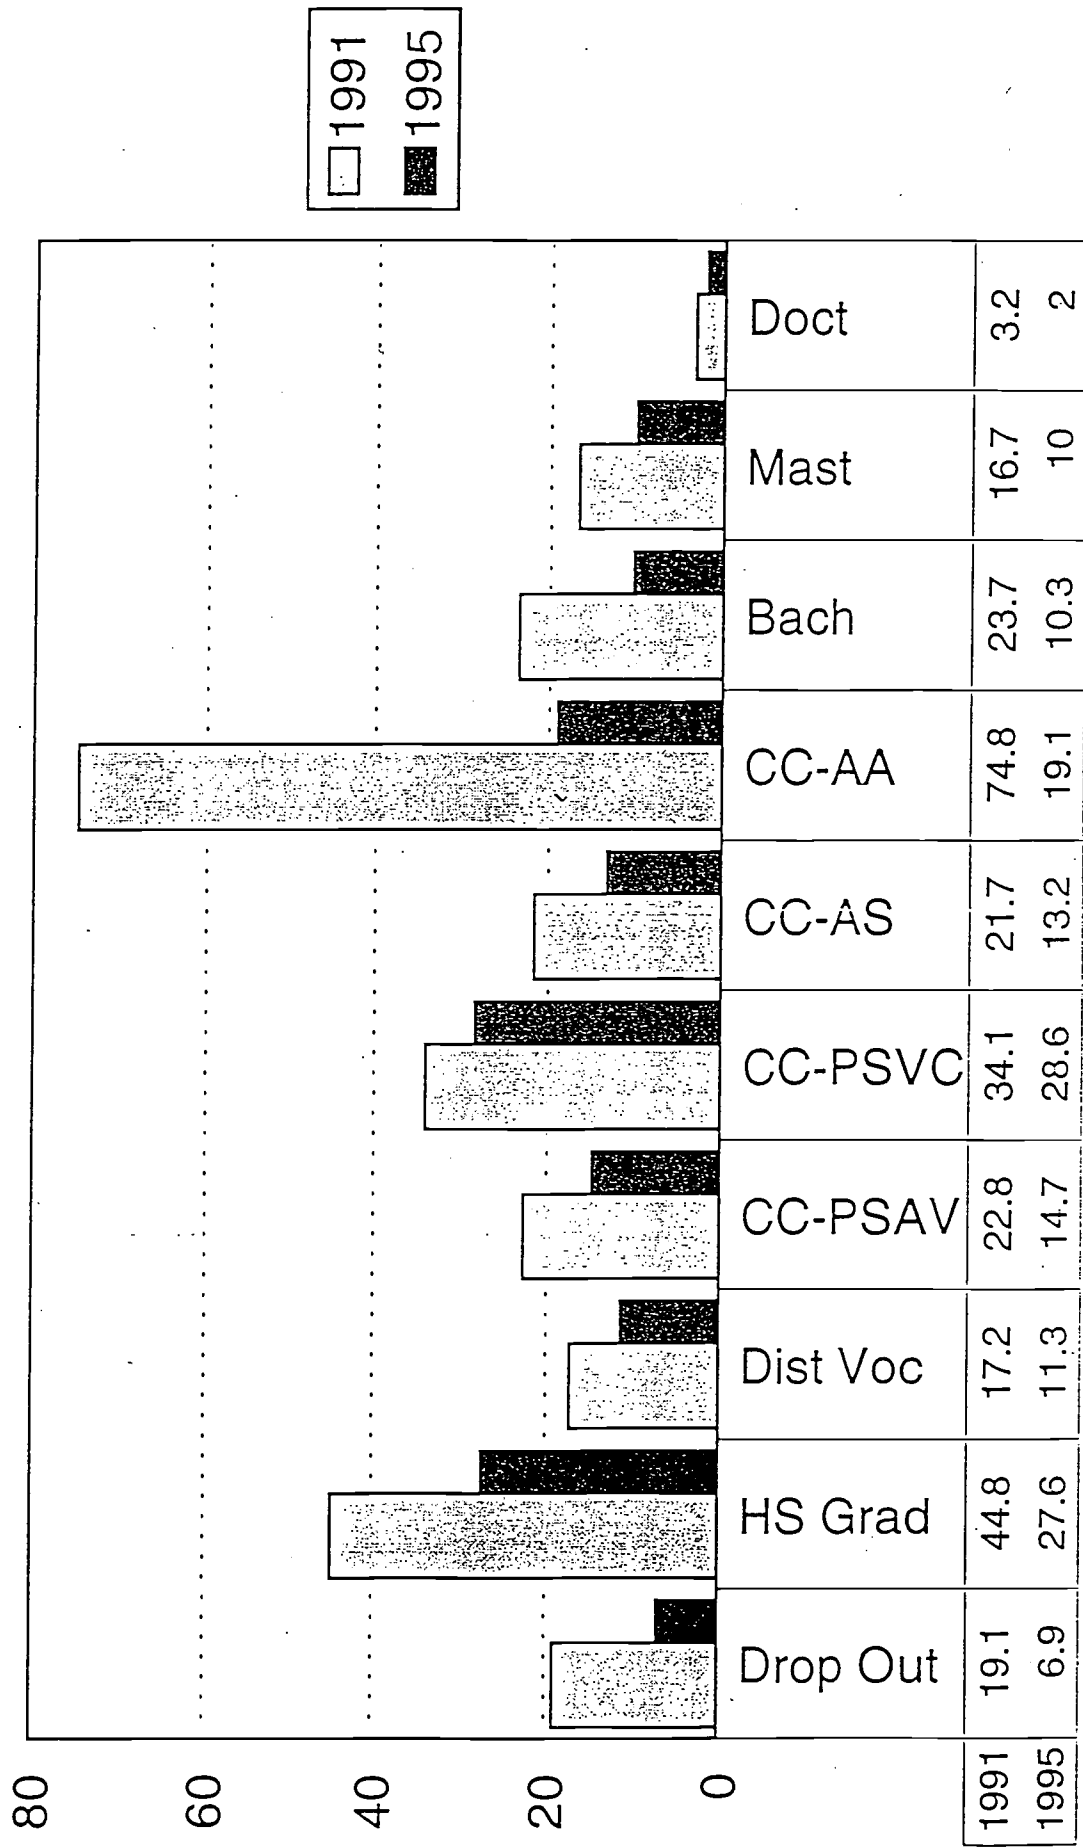 1991
1995
80
60
40
20
0
Drop Out HS Grad Dist Voc CC-PSAV CC-PSVC CC-AS CC-AA Bach Mast Doct
1991 19.1 44.8 17.2 22.8 34.1 21.7 74.8 23.7 16.7 3.2
1995 6.9 27.6 11.3 14.7 28.6 13.2 19.1 10.3 10 2